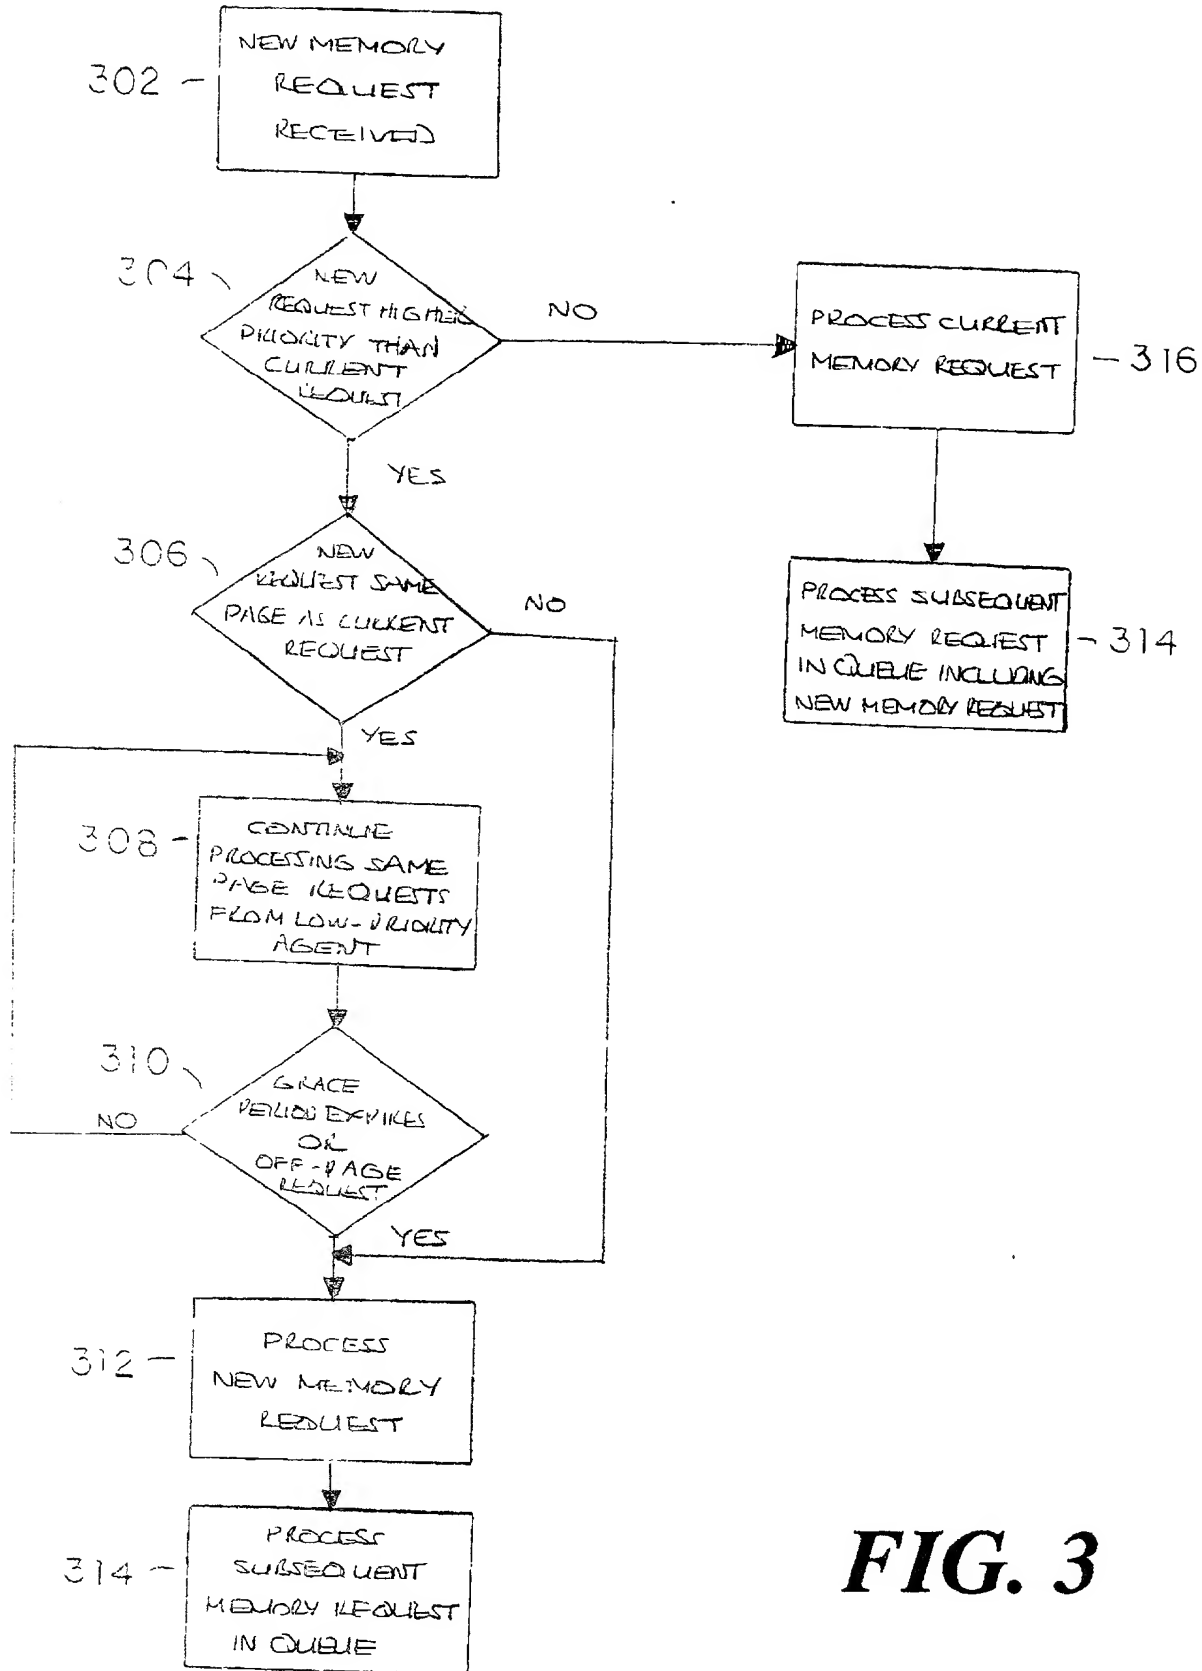 302
NEW MEMORY
REQUEST
RECEIVED
304
NEW
REQUEST HIGHER
PRIORITY THAN
CURRENT
REQUEST
NO
PROCESS CURRENT
MEMORY REQUEST
316
YES
306
NEW
REQUEST SAME
PAGE AS CURRENT
REQUEST
NO
PROCESS SUBSEQUENT
MEMORY REQUEST
IN QUEUE INCLUDING
NEW MEMORY REQUEST
314
YES
308
CONTINUE
PROCESSING SAME
PAGE REQUESTS
FROM LOW-PRIORITY
AGENT
310
GRACE
PERIOD EXPIRES
OR
OFF-PAGE
REQUEST
NO
YES
312
PROCESS
NEW MEMORY
REQUEST
314
PROCESS
SUBSEQUENT
MEMORY REQUEST
IN QUEUE
FIG. 3